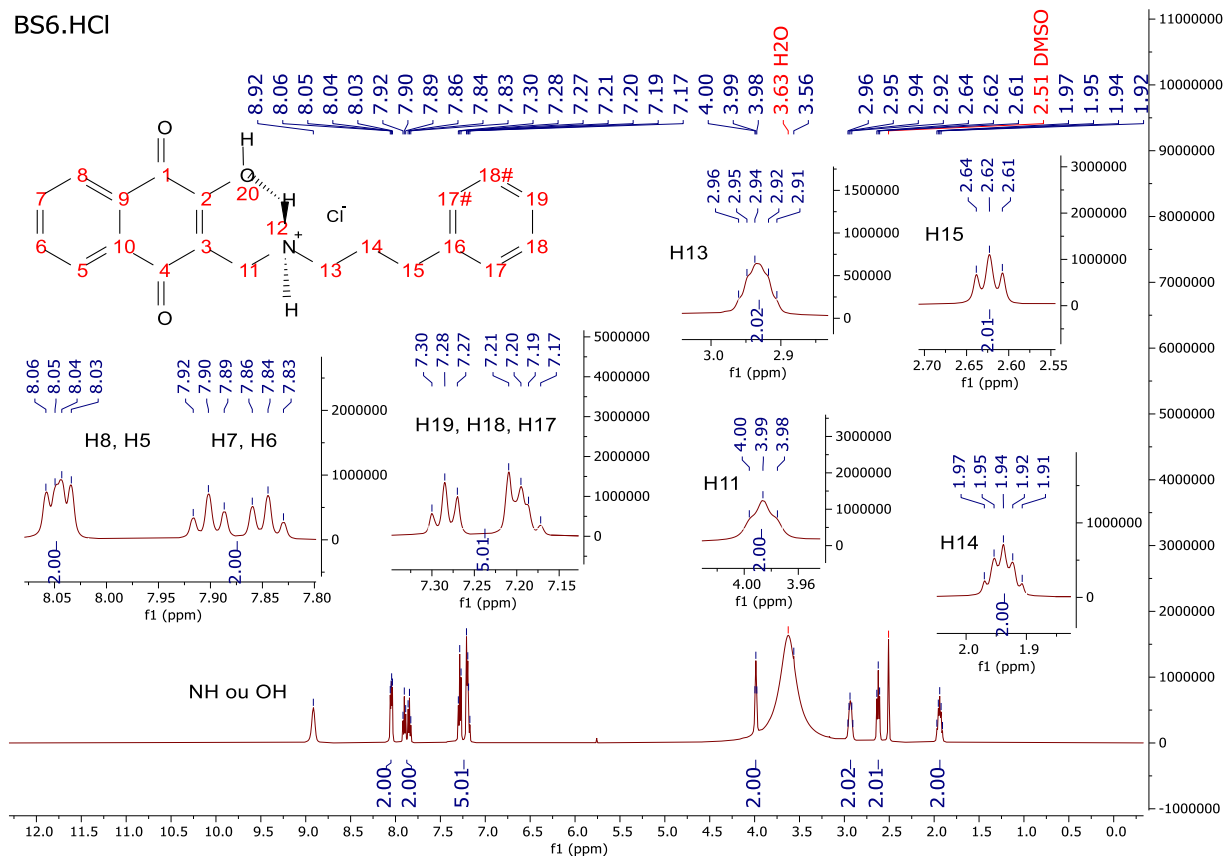 BS6.HCl
8.92 8.06 8.05 8.04 8.03 7.92 7.90 7.89 7.86 7.84 7.83 7.30 7.28 7.27 7.21 7.20 7.19 7.17 4.00 3.99 3.98 3.63 H2O 3.56 2.96 2.95 2.94 2.92 2.64 2.62 2.61 2.51 DMSO 1.97 1.95 1.94 1.92
11000000
10000000
9000000
8000000
7000000
6000000
5000000
4000000
3000000
2000000
1000000
0
-1000000
O H
8 1 O 20 H
7 9 2 12 Cl-
6 10 3 N+
5 4 11 H 13 14 15 16 17 18 19 18# 17#
O
2.96 2.95 2.94 2.92 2.91
H13
1500000
1000000
500000
0
2.02
3.0 2.9
f1 (ppm)
2.64 2.62 2.61
H15
3000000
2000000
1000000
0
2.01
2.70 2.65 2.60 2.55
f1 (ppm)
8.06 8.05 8.04 8.03 7.92 7.90 7.89 7.86 7.84 7.83
H8, H5 H7, H6
2000000
1000000
0
2.00 2.00
8.05 8.00 7.95 7.90 7.85 7.80
f1 (ppm)
7.30 7.28 7.27 7.21 7.20 7.19 7.17
H19, H18, H17
5000000
4000000
3000000
2000000
1000000
0
5.01
7.30 7.25 7.20 7.15
f1 (ppm)
4.00 3.99 3.98
H11
3000000
2000000
1000000
0
2.00
4.00 3.96
f1 (ppm)
1.97 1.95 1.94 1.92 1.91
H14
1000000
0
2.00
2.0 1.9
f1 (ppm)
NH ou OH
2.00 2.00 5.01 2.00 2.02 2.01 2.00
12.0 11.5 11.0 10.5 10.0 9.5 9.0 8.5 8.0 7.5 7.0 6.5 6.0 5.5 5.0 4.5 4.0 3.5 3.0 2.5 2.0 1.5 1.0 0.5 0.0
f1 (ppm)